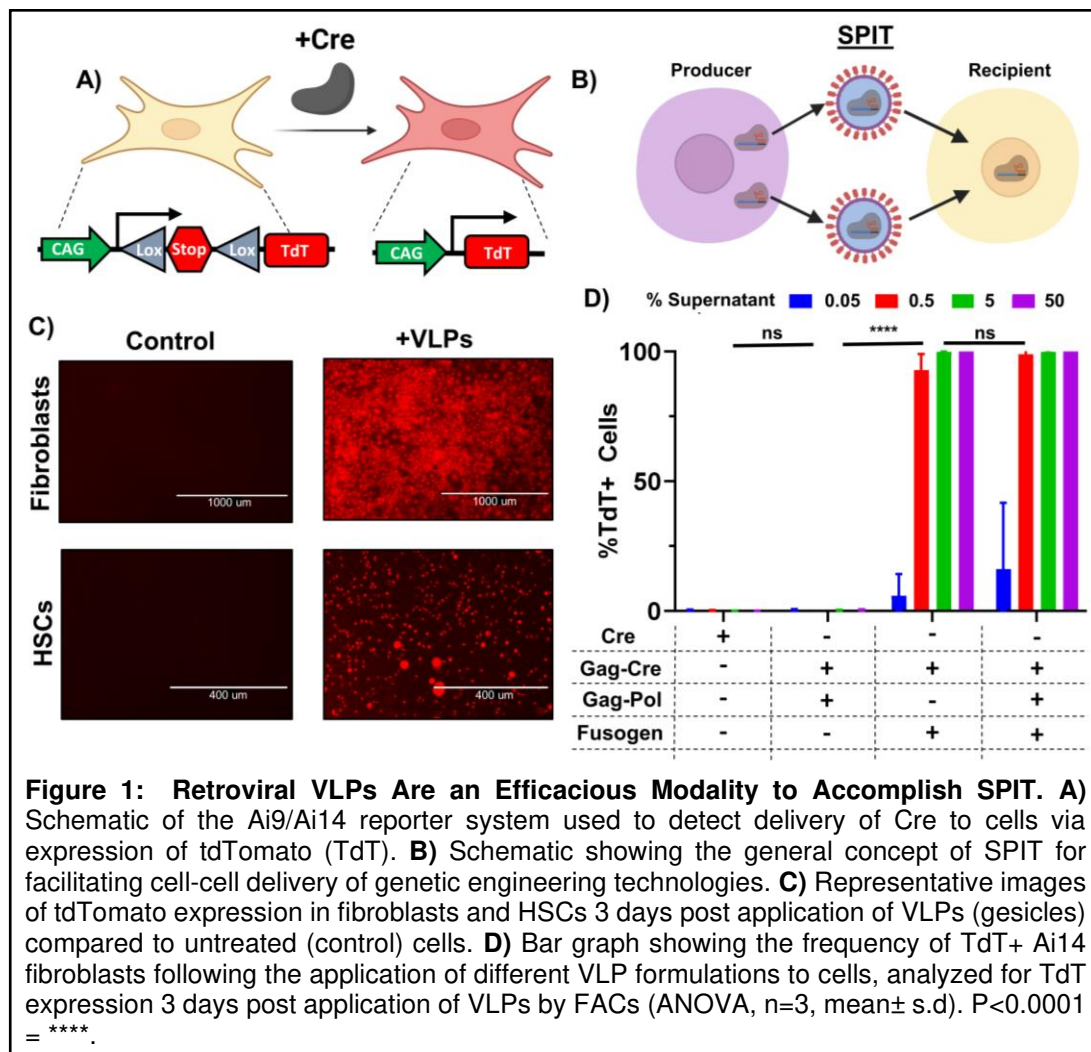 +Cre
A)
CAG Lox Stop Lox TdT
CAG TdT
SPIT
B)
Producer
Recipient
C)
Control
+VLPs
Fibroblasts
1000 um
1000 um
HSCs
400 um
400 um
D)
% Supernatant 0.05 0.5 5 50
ns
****
ns
100
50
0
%TdT+ Cells
Cre + - - -
Gag-Cre - + + +
Gag-Pol - + - +
Fusogen - - + +
Figure 1: Retroviral VLPs Are an Efficacious Modality to Accomplish SPIT. A)
Schematic of the Ai9/Ai14 reporter system used to detect delivery of Cre to cells via
expression of tdTomato (TdT). B) Schematic showing the general concept of SPIT for
facilitating cell-cell delivery of genetic engineering technologies. C) Representative images
of tdTomato expression in fibroblasts and HSCs 3 days post application of VLPs (gesicles)
compared to untreated (control) cells. D) Bar graph showing the frequency of TdT+ Ai14
fibroblasts following the application of different VLP formulations to cells, analyzed for TdT
expression 3 days post application of VLPs by FACs (ANOVA, n=3, mean± s.d). P<0.0001
= ****.